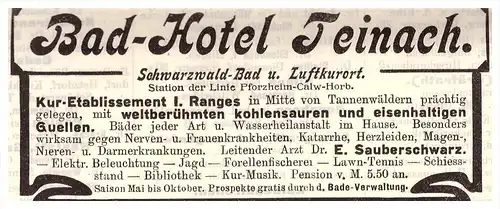 Bad-Hotel Teinach.
Schwarzwald-Bad u. Luftkurort.
Station der Linie Pforzheim-Calw-Horb.
Kur-Etablissement I. Ranges in Mitte von Tannenwäldern prächtig
gelegen, mit weltberühmten kohlensauren und eisenhaltigen
Quellen. Bäder jeder Art u. Wasserheilanstalt im Hause. Besonders
wirksam gegen Nerven- u. Frauenkrankheiten, Katarrhe, Herzleiden, Magen-,
Nieren- u. Darmerkrankungen. Leitender Arzt Dr. E. Sauberschwarz.
— Elektr. Beleuchtung — Jagd — Forellenfischerei — Lawn-Tennis — Schiess-
stand — Bibliothek — Kur-Musik. Pension v. M. 5.50 an.
Saison Mai bis Oktober. Prospekte gratis durch d. Bade-Verwaltung.